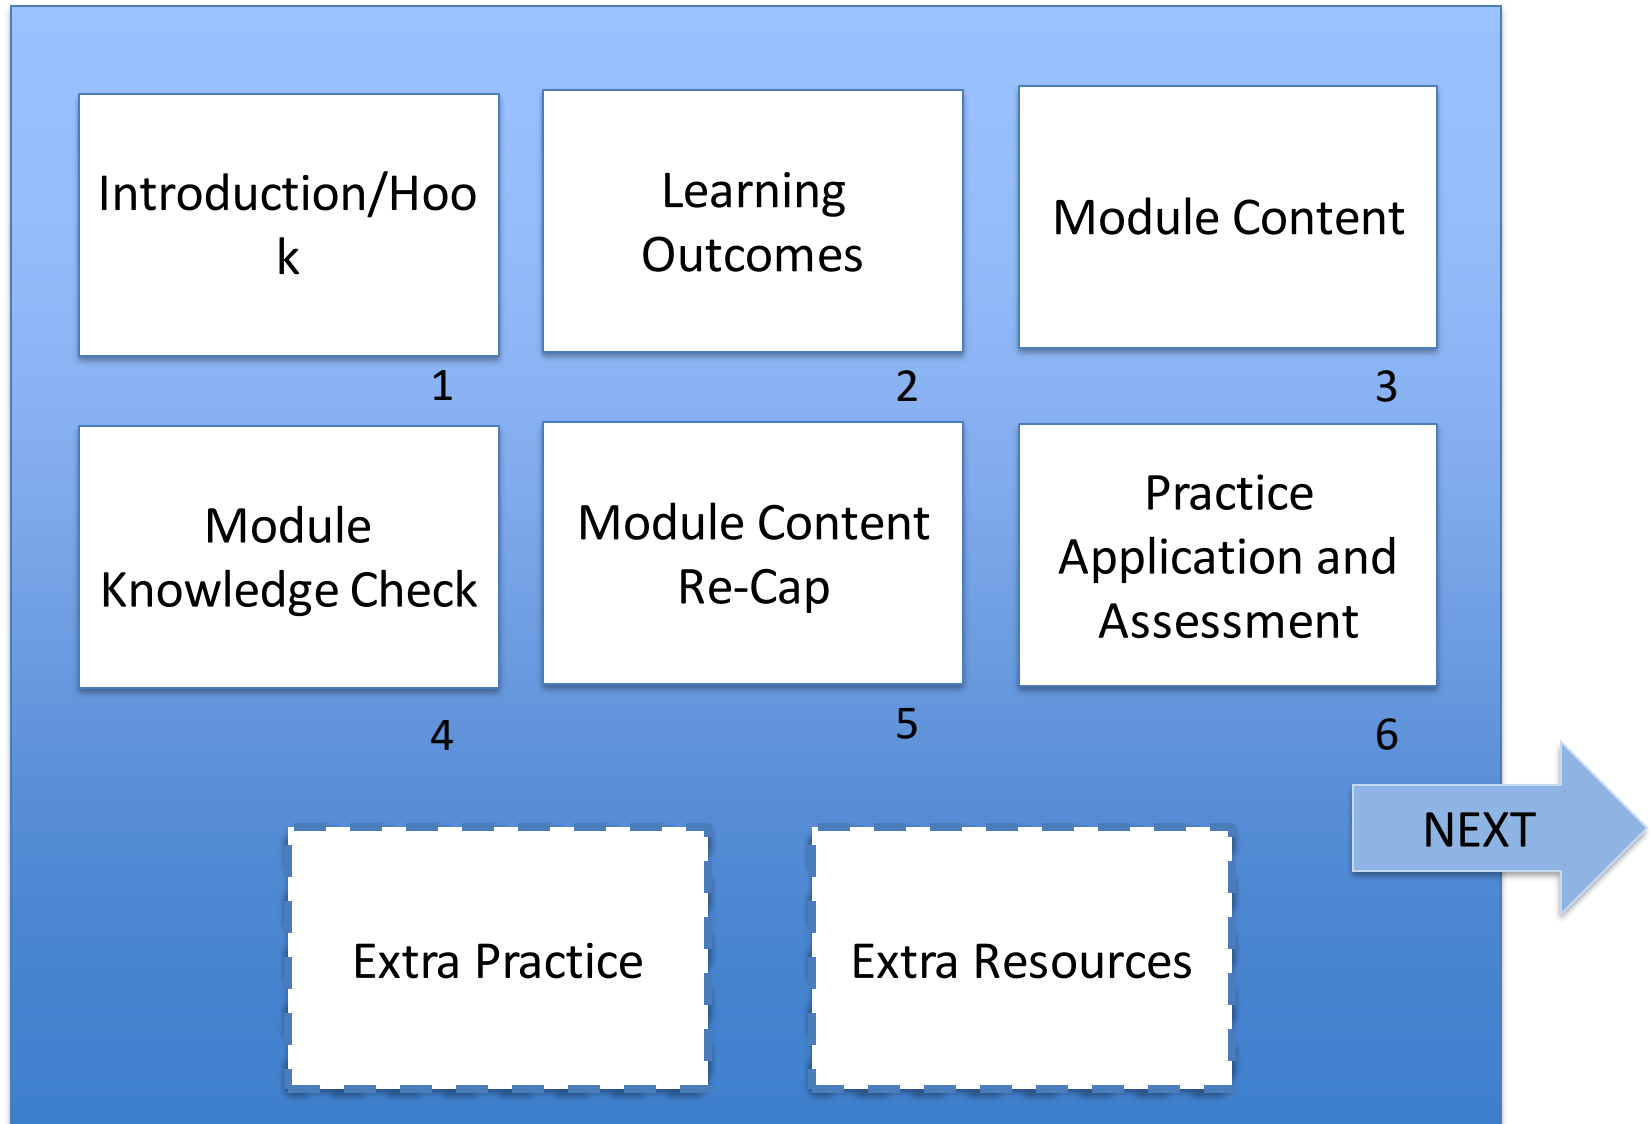 Introduction/Hoo
k
1
Learning
Outcomes
2
Module Content
3
Module
Knowledge Check
4
Module Content
Re-Cap
5
Practice
Application and
Assessment
6
NEXT
Extra Practice
Extra Resources